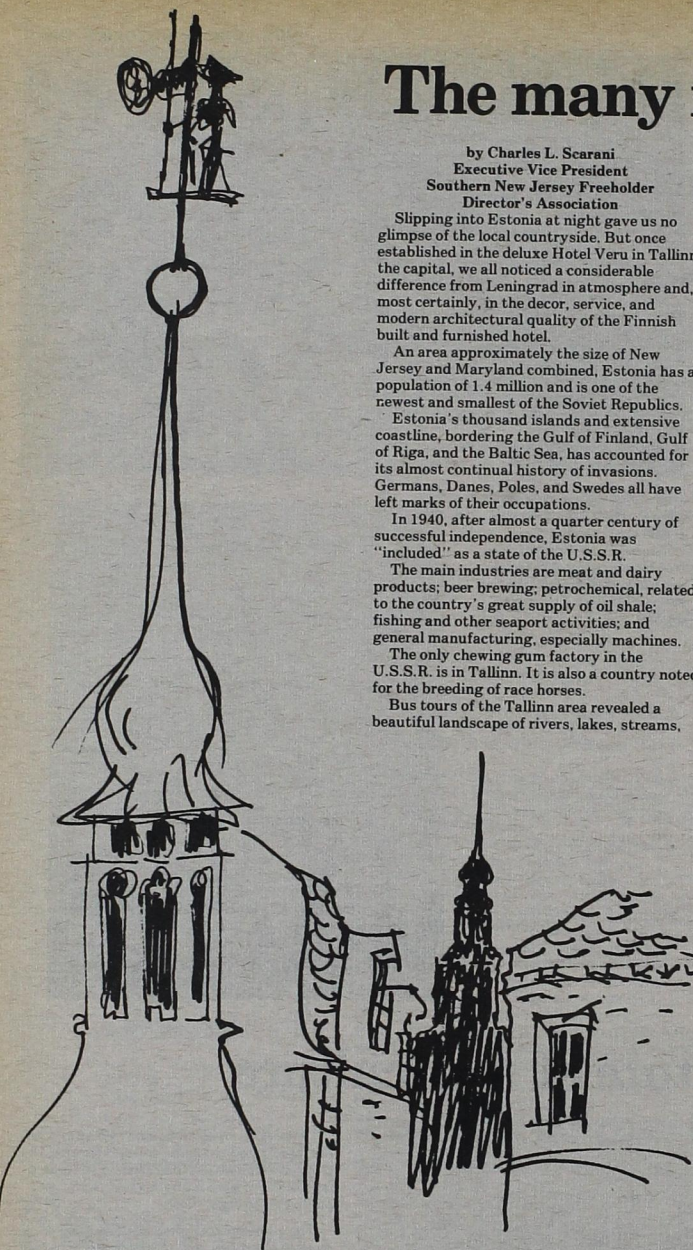 The many
by Charles L. Scarani
Executive Vice President
Southern New Jersey Freeholder
Director's Association
Slipping into Estonia at night gave us no
glimpse of the local countryside. But once
established in the deluxe Hotel Veru in Tallinn
the capital, we all noticed a considerable
difference from Leningrad in atmosphere and,
most certainly, in the decor, service, and
modern architectural quality of the Finnish
built and furnished hotel.
An area approximately the size of New
Jersey and Maryland combined, Estonia has a
population of 1.4 million and is one of the
newest and smallest of the Soviet Republics.
Estonia's thousand islands and extensive
coastline, bordering the Gulf of Finland, Gulf
of Riga, and the Baltic Sea, has accounted for
its almost continual history of invasions.
Germans, Danes, Poles, and Swedes all have
left marks of their occupations.
In 1940, after almost a quarter century of
successful independence, Estonia was
"included" as a state of the U.S.S.R.
The main industries are meat and dairy
products; beer brewing; petrochemical, related
to the country's great supply of oil shale;
fishing and other seaport activities; and
general manufacturing, especially machines.
The only chewing gum factory in the
U.S.S.R. is in Tallinn. It is also a country noted
for the breeding of race horses.
Bus tours of the Tallinn area revealed a
beautiful landscape of rivers, lakes, streams,